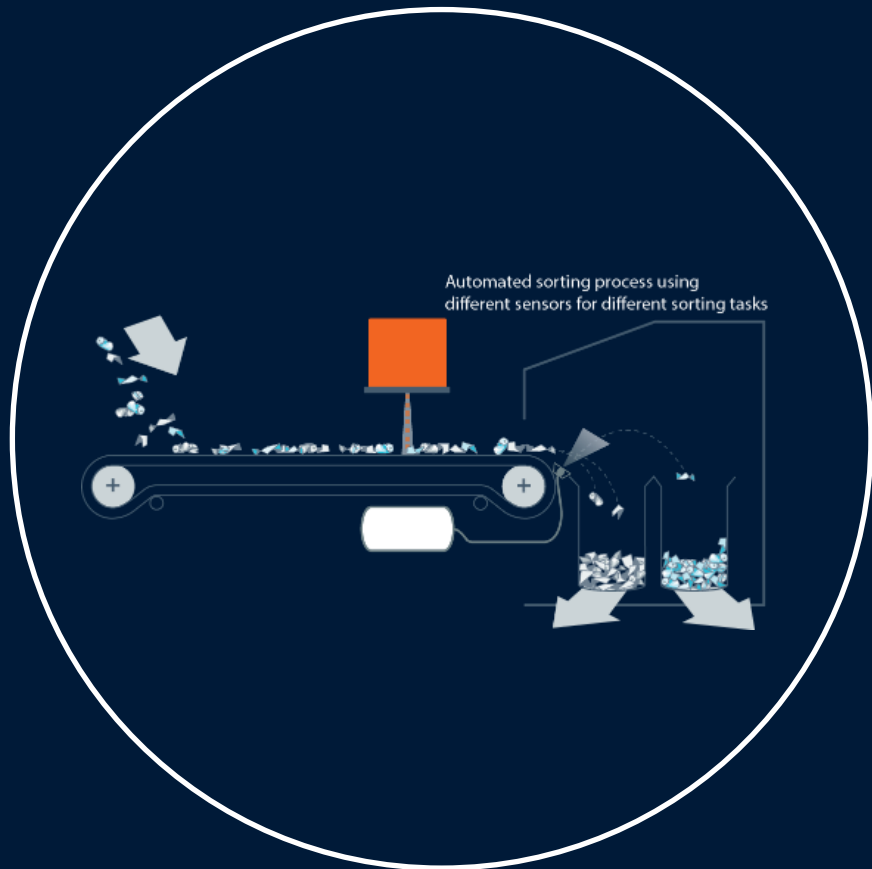 Automated sorting process using
different sensors for different sorting tasks